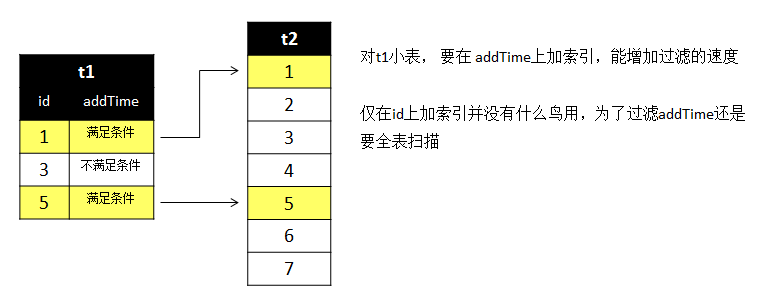 t1
id addTime
1 满足条件
3 不满足条件
5 满足条件
t2
1
2
3
4
5
6
7
对t1小表， 要在 addTime上加索引，能增加过滤的速度
仅在id上加索引并没有什么鸟用，为了过滤addTime还是
要全表扫描